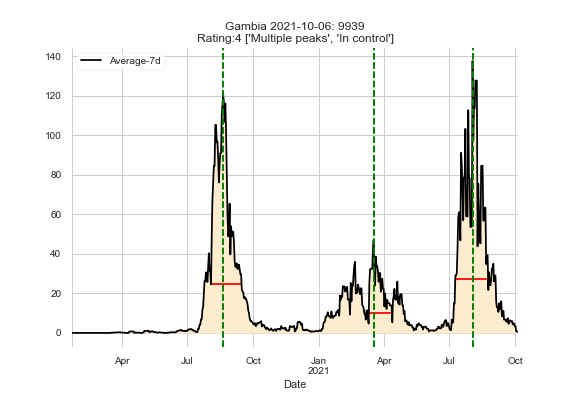 Gambia 2021-10-06: 9939
Rating:4 ['Multiple peaks', 'In control']
Average-7d
140
120
100
80
60
40
20
0
Apr Jul Oct Jan Apr Jul Oct
2021
Date